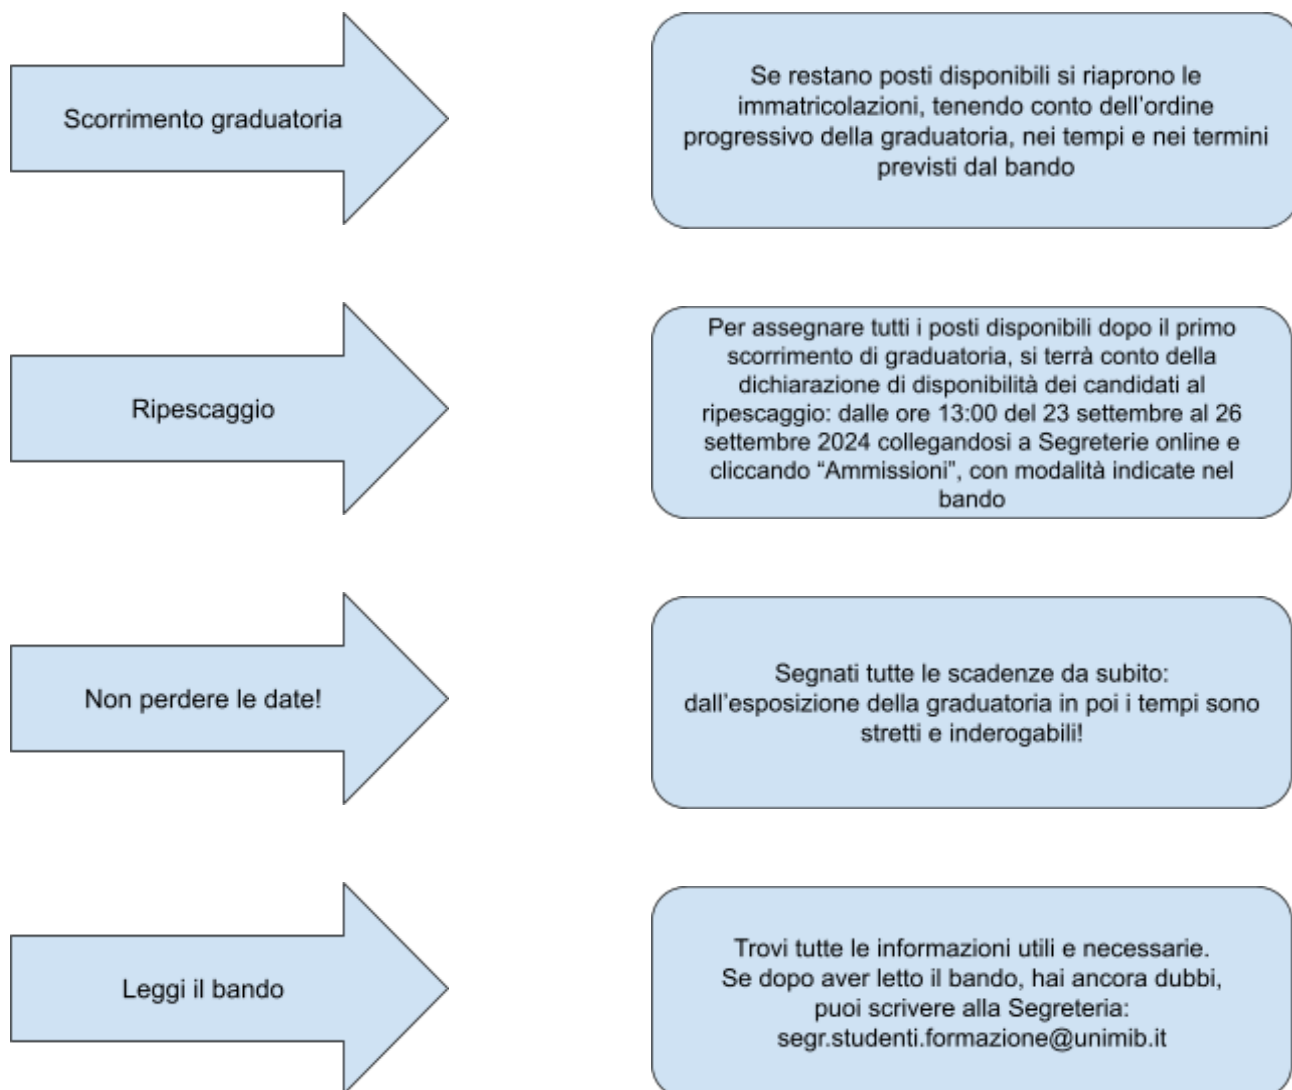 Scorrimento graduatoria
Se restano posti disponibili si riaprono le
immatricolazioni, tenendo conto dell’ordine
progressivo della graduatoria, nei tempi e nei termini
previsti dal bando
Ripescaggio
Per assegnare tutti i posti disponibili dopo il primo
scorrimento di graduatoria, si terrà conto della
dichiarazione di disponibilità dei candidati al
ripescaggio: dalle ore 13:00 del 23 settembre al 26
settembre 2024 collegandosi a Segreterie online e
cliccando “Ammissioni”, con modalità indicate nel
bando
Non perdere le date!
Segnati tutte le scadenze da subito:
dall’esposizione della graduatoria in poi i tempi sono
stretti e inderogabili!
Leggi il bando
Trovi tutte le informazioni utili e necessarie.
Se dopo aver letto il bando, hai ancora dubbi,
puoi scrivere alla Segreteria:
segr.studenti.formazione@unimib.it